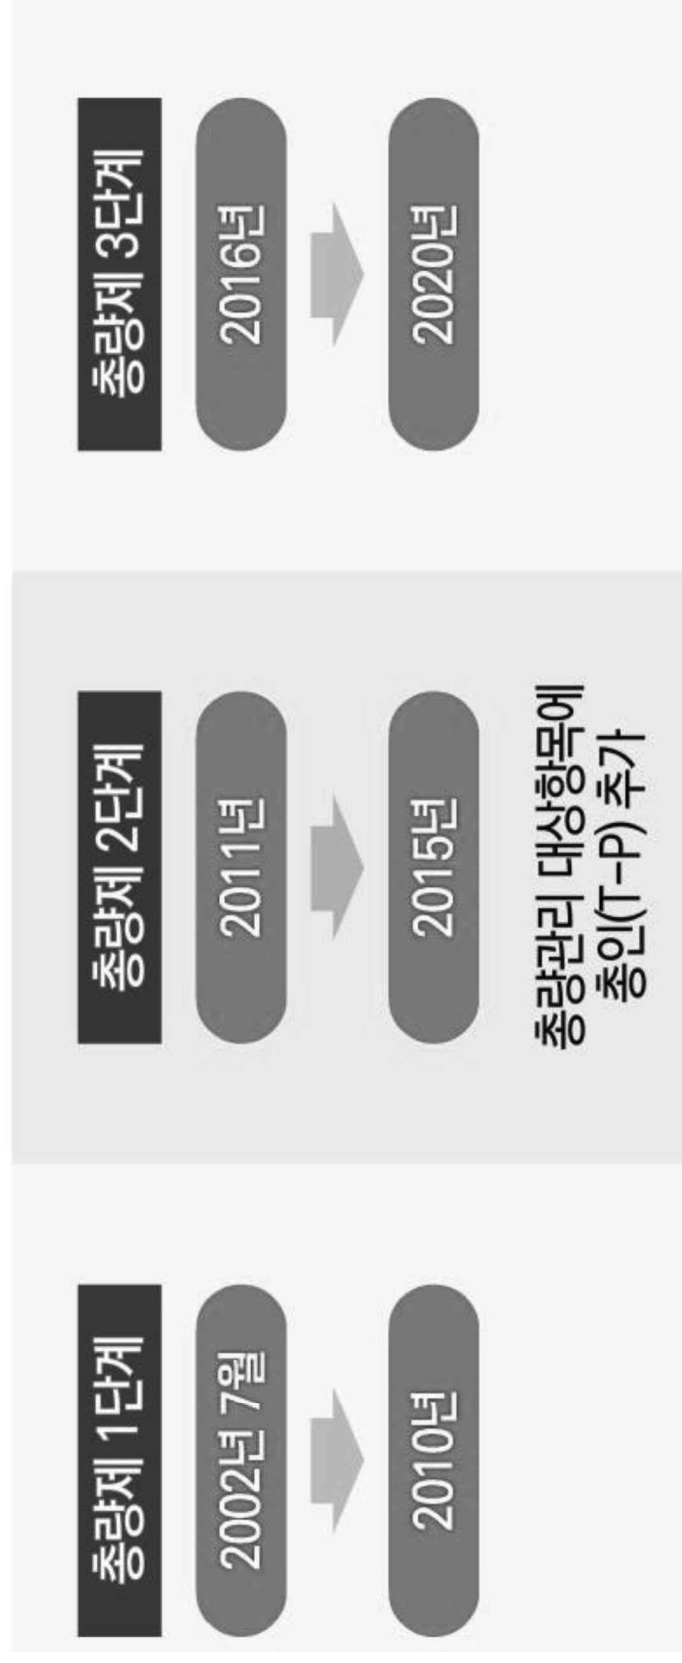 총량제 1단계
2002년 7월
2010년
총량제 2단계
2011년
2015년
총량관리 대상항목에
총인(T-P) 추가
총량제 3단계
2016년
2020년